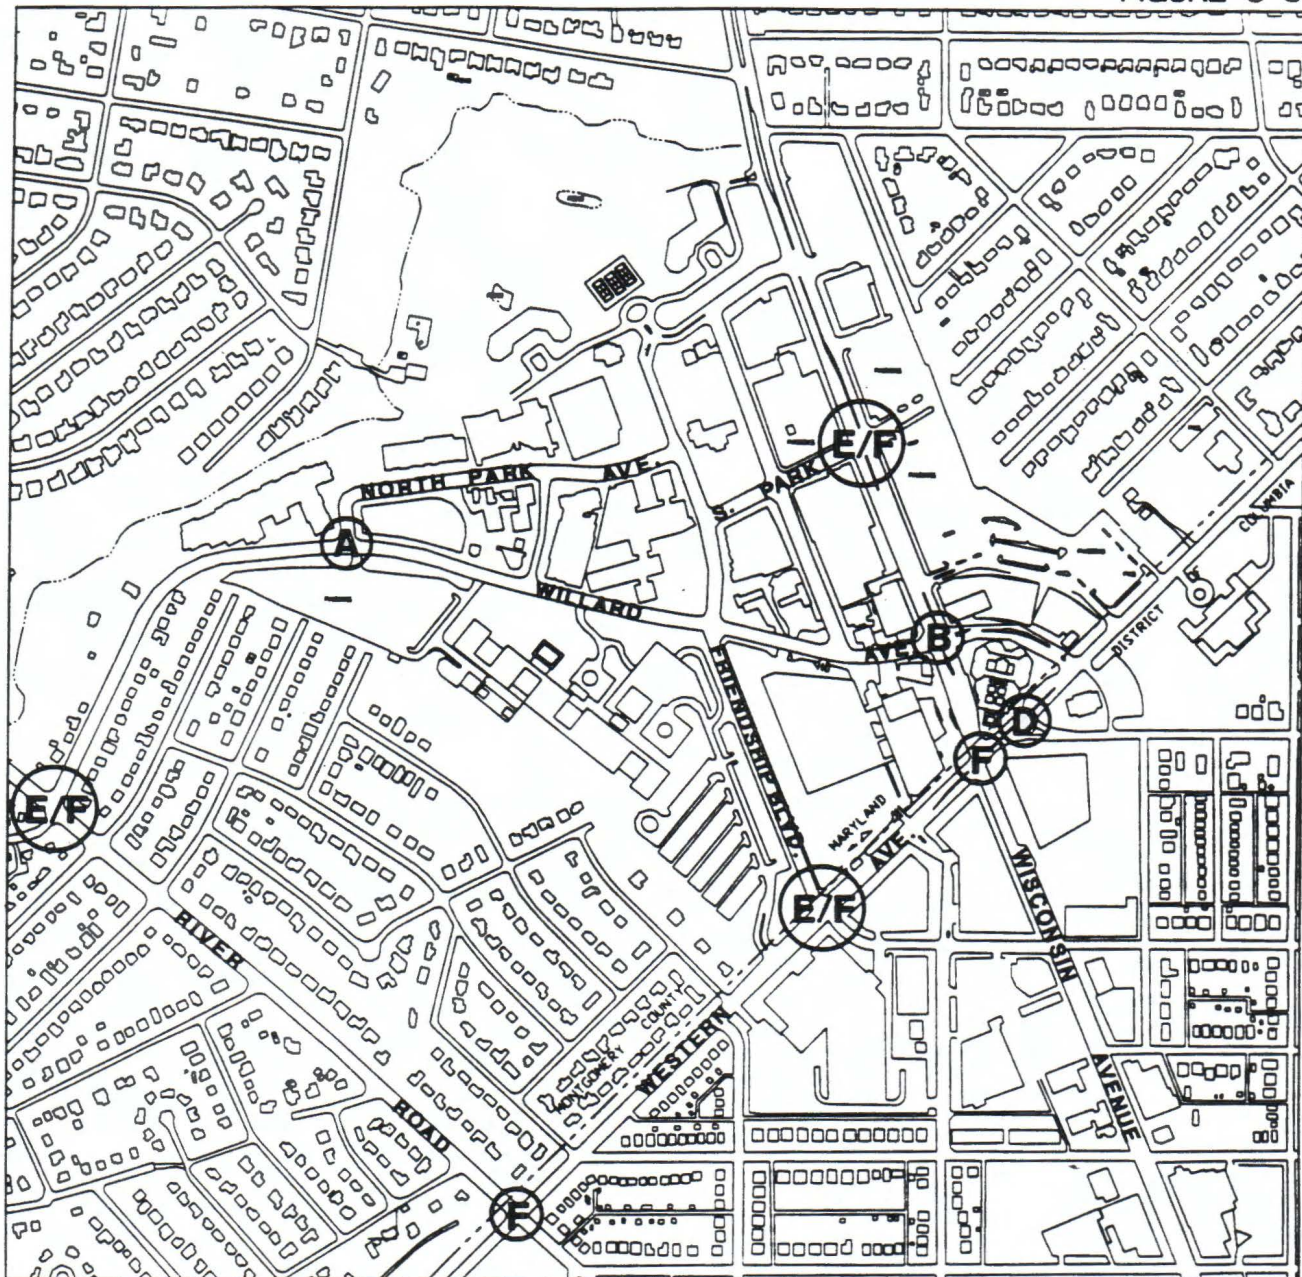 E/F
NORTH PARK AVE.
S. PARK
A
COLUMBIA
WILLARD AVE.
B
DISTRICT
FRIENDSHIP BLVD.
D
F
E/F
MARYLAND
AVE.
WISCONSIN
E/F
RIVER
MONTGOMERY COUNTY
WESTERN
AVENUE
ROAD
F